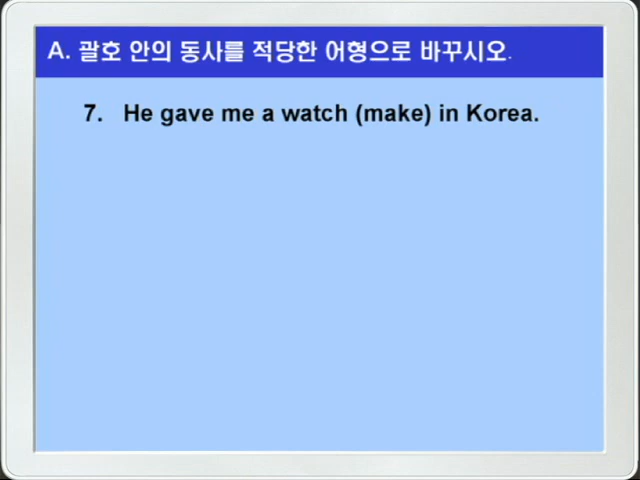 A. 괄호 안의 동사를 적당한 어형으로 바꾸시오.
7. He gave me a watch (make) in Korea.